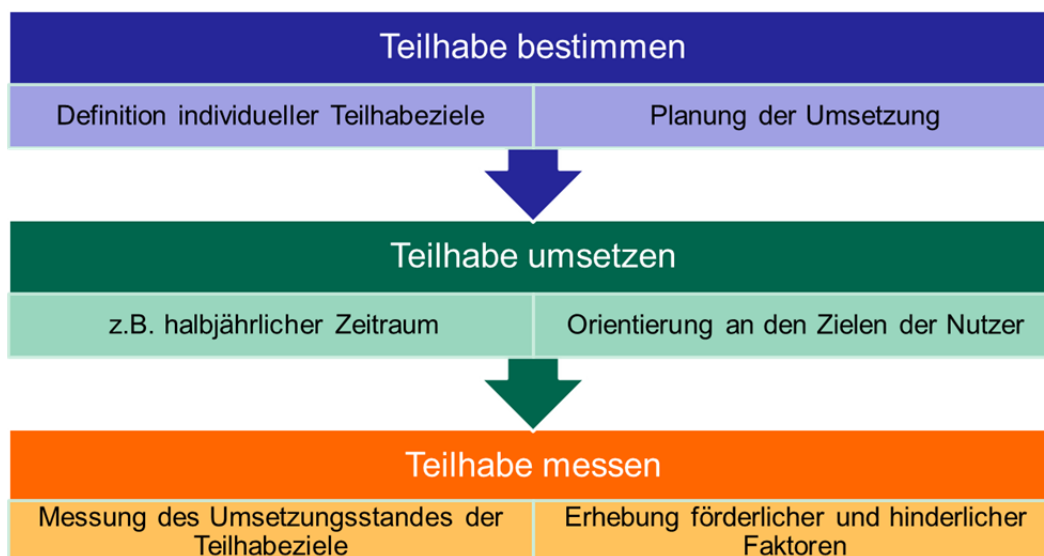 Teilhabe bestimmen
Definition individueller Teilhabeziele
Planung der Umsetzung
Teilhabe umsetzen
z.B. halbjährlicher Zeitraum
Orientierung an den Zielen der Nutzer
Teilhabe messen
Messung des Umsetzungsstandes der
Teilhabeziele
Erhebung förderlicher und hinderlicher
Faktoren